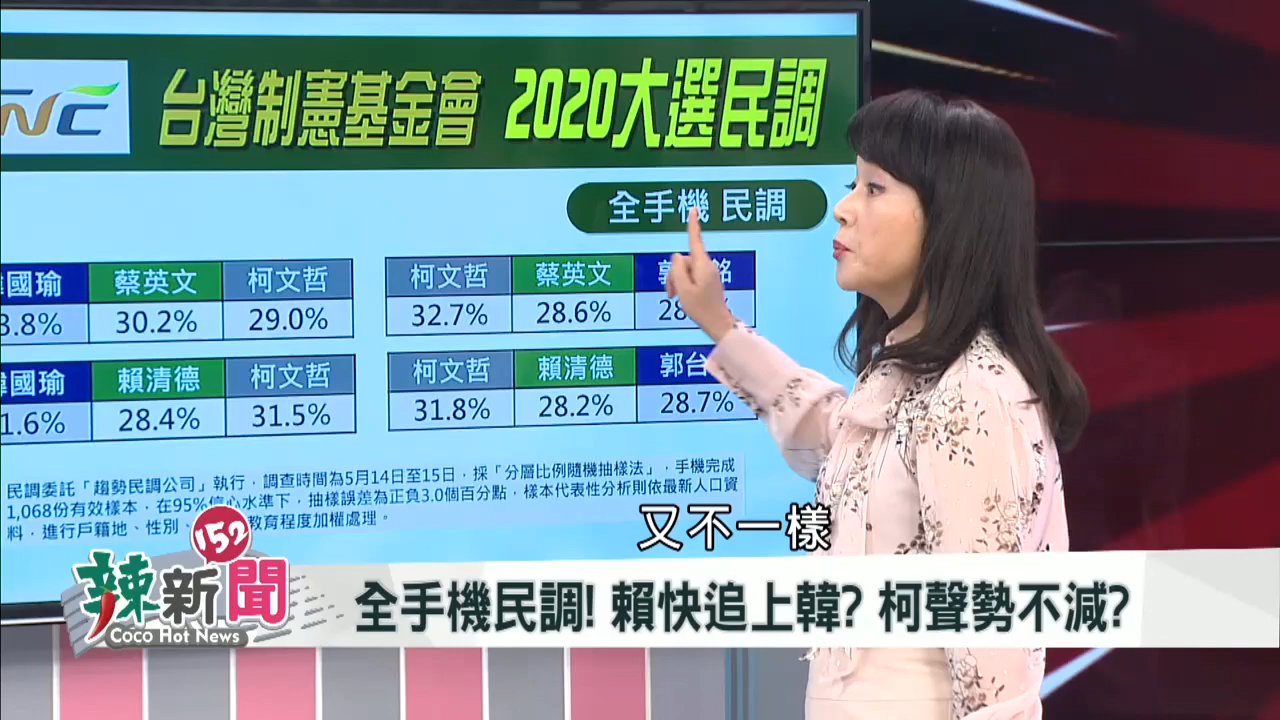 台灣制憲基金會 2020大選民調
全手機 民調
國瑜 蔡英文 柯文哲 柯文哲 蔡英文
.8% 30.2% 29.0% 32.7% 28.6%
國瑜 賴清德 柯文哲 柯文哲 賴清德 郭台
.6% 28.4% 31.5% 31.8% 28.2% 28.7%
民調委託「趨勢民調公司」執行，調查時間為5月14日至15日，採「分層比例隨機抽樣法」，手機完成
1,068份有效樣本，在95%信心水準下，抽樣誤差為正負3.0個百分點，樣本代表性分析則依最新人口資
料，進行戶籍地、性別、教育程度加權處理。
又不一樣
152
辣新聞
Coco Hot News
全手機民調! 賴快追上韓? 柯聲勢不減?